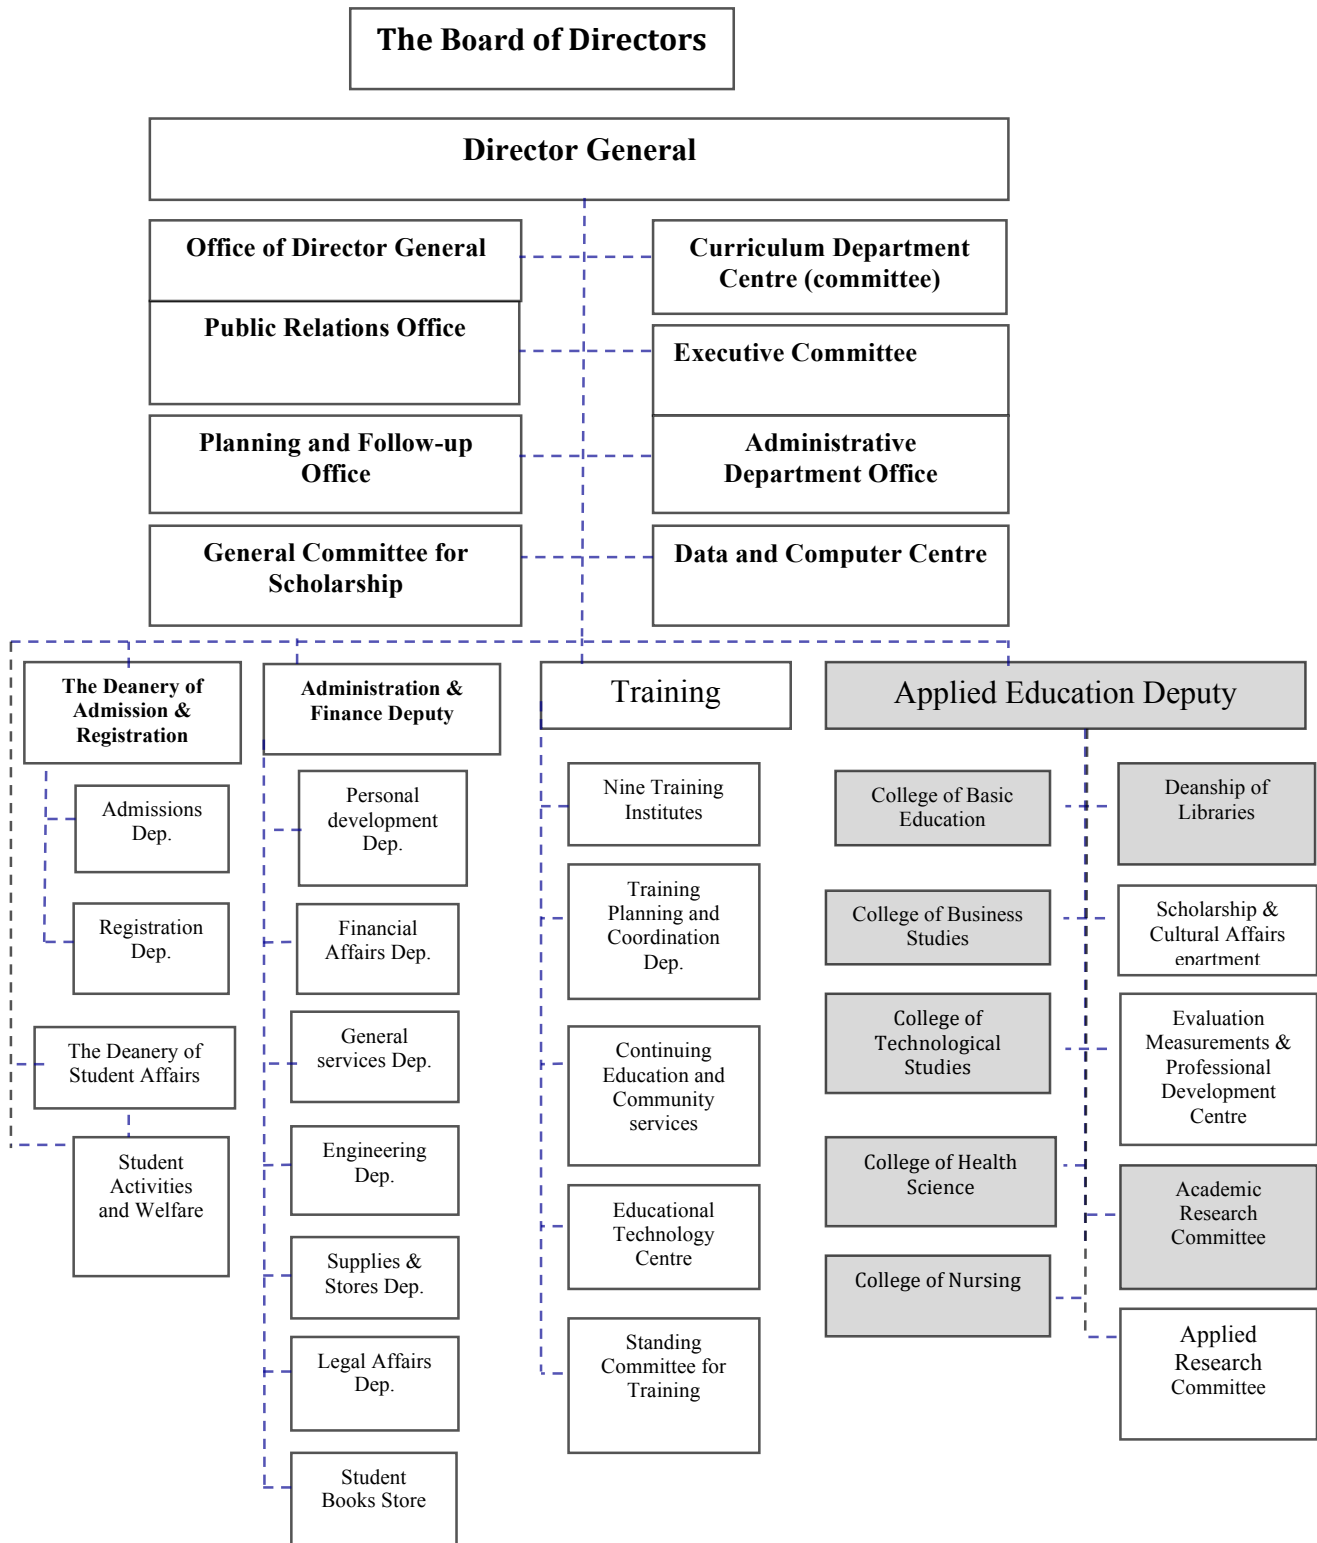 The Board of Directors
Director General
Office of Director General
Curriculum Department
Centre (committee)
Public Relations Office
Executive Committee
Planning and Follow-up
Office
Administrative
Department Office
General Committee for
Scholarship
Data and Computer Centre
The Deanery of
Admission &
Registration
Admissions
Dep.
Registration
Dep.
The Deanery of
Student Affairs
Student
Activities
and Welfare
Administration &
Finance Deputy
Personal
development
Dep.
Financial
Affairs Dep.
General
services Dep.
Engineering
Dep.
Supplies &
Stores Dep.
Legal Affairs
Dep.
Student
Books Store
Training
Nine Training
Institutes
Training
Planning and
Coordination
Dep.
Continuing
Education and
Community
services
Educational
Technology
Centre
Standing
Committee for
Training
Applied Education Deputy
College of Basic
Education
College of Business
Studies
College of
Technological
Studies
College of Health
Science
College of Nursing
Deanship of
Libraries
Scholarship &
Cultural Affairs
epartment
Evaluation
Measurements &
Professional
Development
Centre
Academic
Research
Committee
Applied
Research
Committee